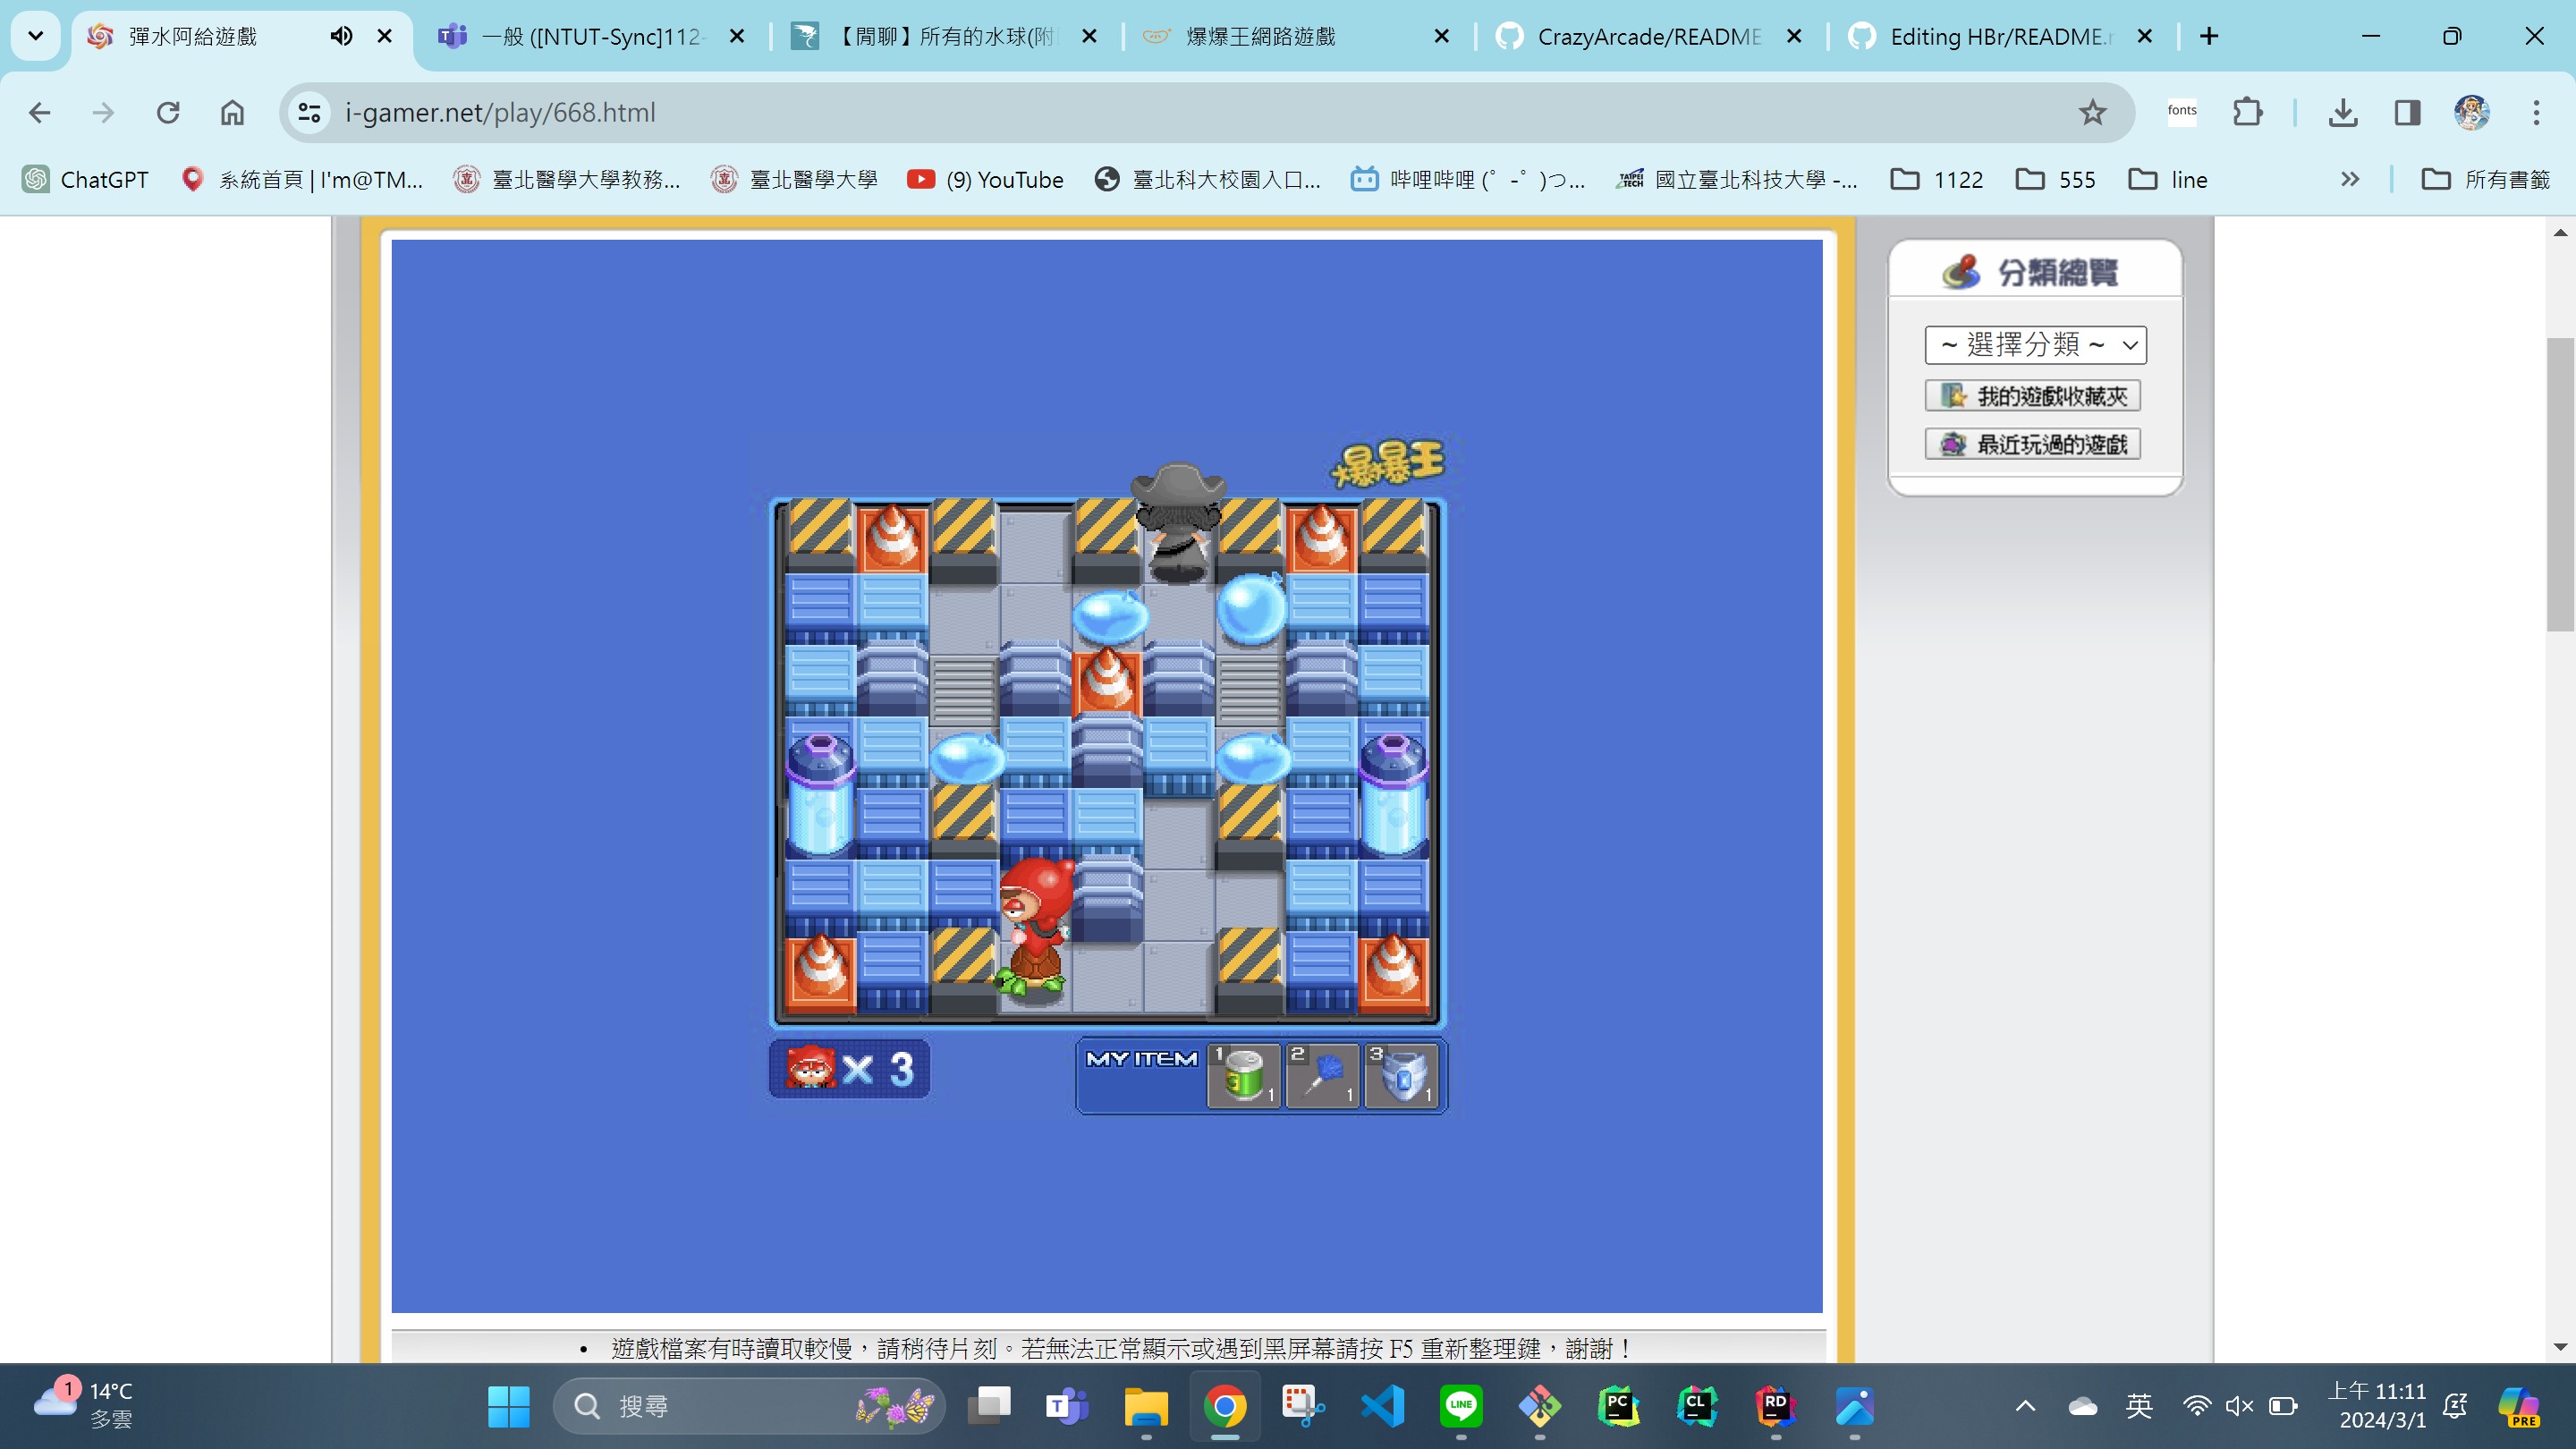 彈水阿給遊戲
一般 ([NTUT-Sync]112-
【閒聊】所有的水球(附
爆爆王網路遊戲
CrazyArcade/README
Editing HBr/README.m
i-gamer.net/play/668.html
fonts
ChatGPT
系統首頁 | I'm@TM...
臺北醫學大學教務...
臺北醫學大學
(9) YouTube
臺北科大校園入口...
哔哩哔哩 (゜-゜)つ...
TAIPEI TECH
國立臺北科技大學 -...
1122
555
line
所有書籤
分類總覽
~ 選擇分類 ~
我的遊戲收藏夾
最近玩過的遊戲
爆爆王
X 3
MY ITEM
1 1
2 1
3 1
• 遊戲檔案有時讀取較慢，請稍待片刻。若無法正常顯示或遇到黑屏幕請按 F5 重新整理鍵，謝謝！
1
14°C
多雲
搜尋
LINE
PC
CL
RD
英
上午 11:11
2024/3/1
PRE